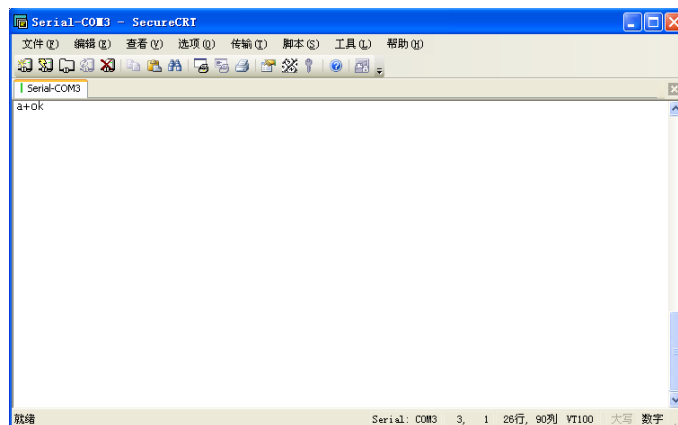 Serial-COM3 - SecureCRT
文件(F) 编辑(E) 查看(V) 选项(O) 传输(T) 脚本(S) 工具(L) 帮助(H)
Serial-COM3
a+ok
就绪 Serial: COM3 3, 1 26行, 90列 VT100 大写 数字